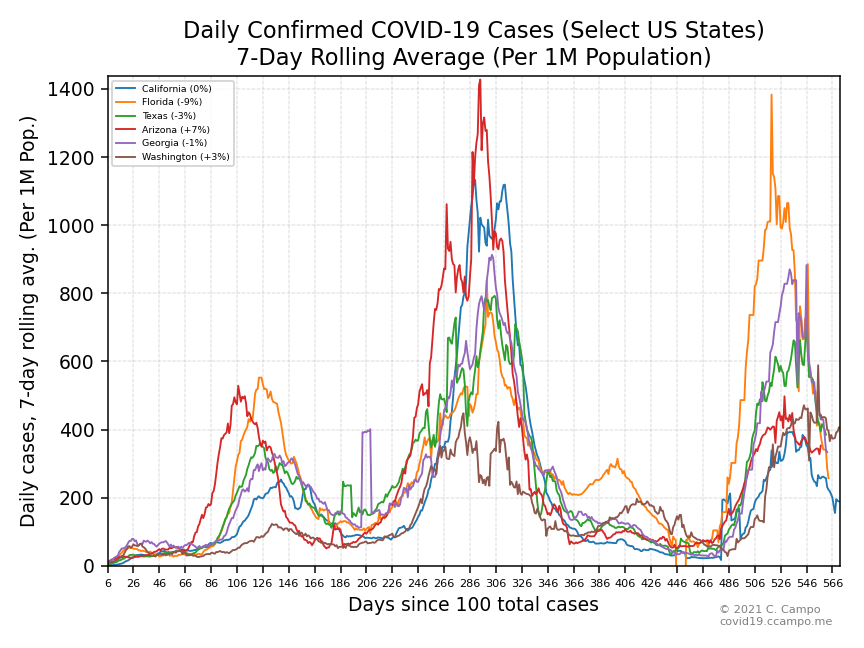 Daily Confirmed COVID-19 Cases (Select US States)
7-Day Rolling Average (Per 1M Population)
Daily cases, 7-day rolling avg. (Per 1M Pop.)
1400
1200
1000
800
600
400
200
0
California (0%)
Florida (-9%)
Texas (-3%)
Arizona (+7%)
Georgia (-1%)
Washington (+3%)
6 26 46 66 86 106 126 146 166 186 206 226 246 266 286 306 326 346 366 386 406 426 446 466 486 506 526 546 566
Days since 100 total cases
© 2021 C. Campo
covid19.ccampo.me